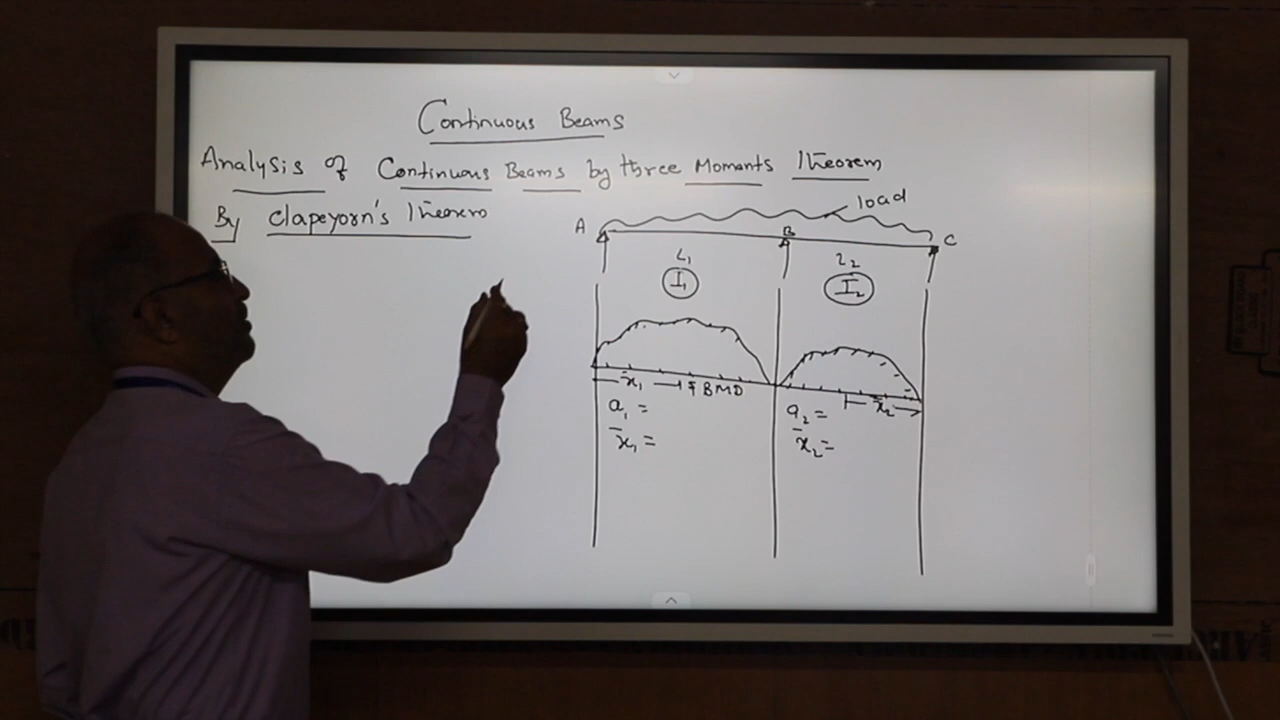 Continuous Beams
Analysis of Continuous Beams by three Moments Theorem
By Clapeyorn's Theorem
load
A B C
L₁ L₂
I₁ I₂
x̄₁ BMD x̄₂
a₁ = a₂ =
x̄₁ = x̄₂ =